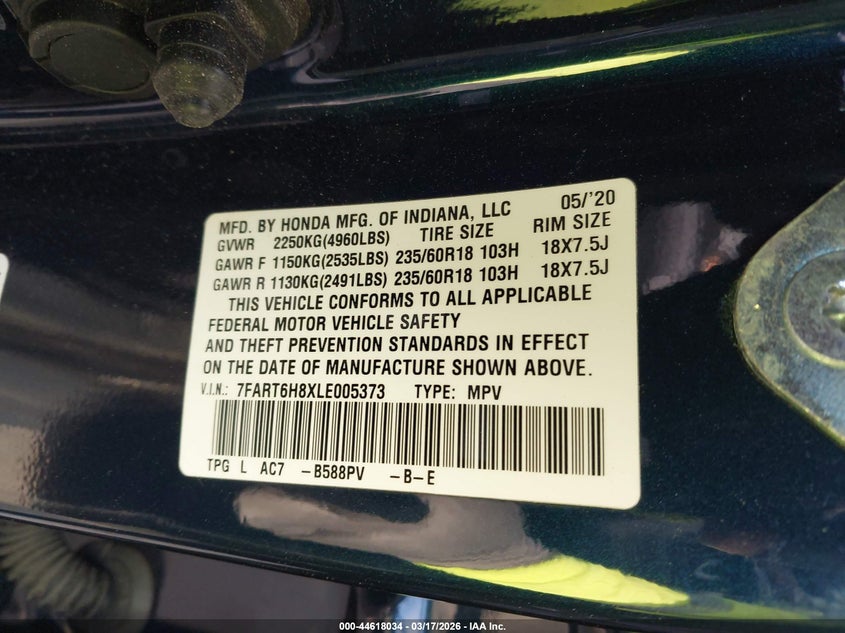 MFD. BY HONDA MFG. OF INDIANA, LLC 05/'20
GVWR 2250KG(4960LBS) TIRE SIZE RIM SIZE
GAWR F 1150KG(2535LBS) 235/60R18 103H 18X7.5J
GAWR R 1130KG(2491LBS) 235/60R18 103H 18X7.5J
THIS VEHICLE CONFORMS TO ALL APPLICABLE
FEDERAL MOTOR VEHICLE SAFETY
AND THEFT PREVENTION STANDARDS IN EFFECT
ON THE DATE OF MANUFACTURE SHOWN ABOVE.
V.I.N.: 7FART6H8XLE005373 TYPE: MPV
TPG L AC7 -B588PV -B-E
000-44618034 - 03/17/2026 - IAA Inc.